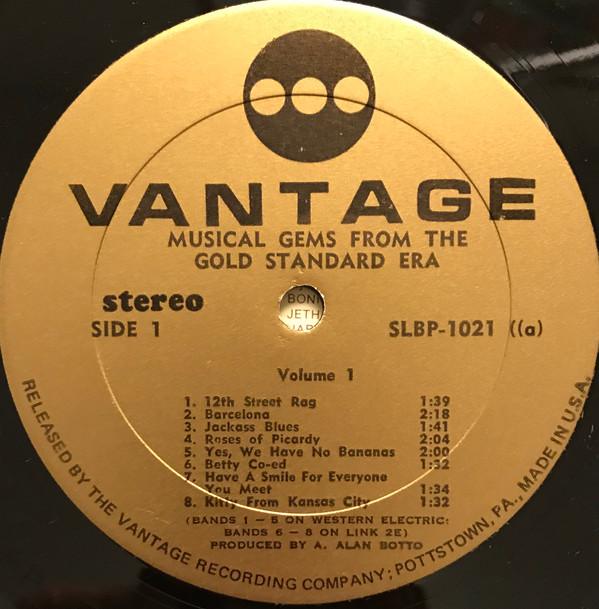 VANTAGE
MUSICAL GEMS FROM THE
GOLD STANDARD ERA
stereo
SIDE 1
SLBP-1021 ((a)
BONI
JETH
Volume 1
1. 12th Street Rag 1:39
2. Barcelona 2:18
3. Jackass Blues 1:41
4. Roses of Picardy 2:04
5. Yes, We Have No Bananas 2:00
6. Betty Co-ed 1:32
7. Have A Smile For Everyone
You Meet 1:34
8. Kitty From Kansas City 1:32
(BANDS 1 — 5 ON WESTERN ELECTRIC;
BANDS 6 — 8 ON LINK 2E)
PRODUCED BY A. ALAN BOTTO
RELEASED BY THE VANTAGE RECORDING COMPANY; POTTSTOWN, PA., MADE IN U.S.A.